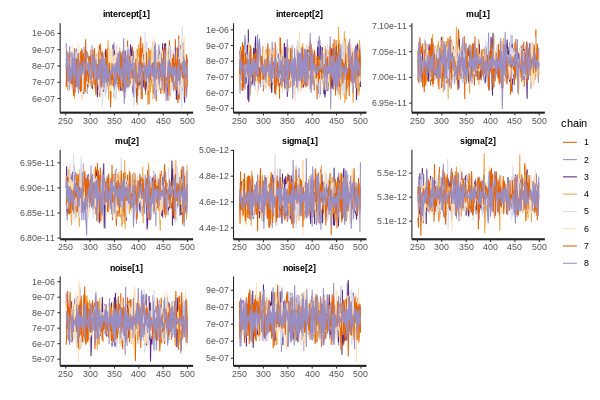 intercept[1]
1e-06
9e-07
8e-07
7e-07
6e-07
250 300 350 400 450 500
intercept[2]
1e-06
9e-07
8e-07
7e-07
6e-07
5e-07
250 300 350 400 450 500
mu[1]
7.10e-11
7.05e-11
7.00e-11
6.95e-11
250 300 350 400 450 500
mu[2]
6.95e-11
6.90e-11
6.85e-11
6.80e-11
250 300 350 400 450 500
sigma[1]
5.0e-12
4.8e-12
4.6e-12
4.4e-12
250 300 350 400 450 500
sigma[2]
5.5e-12
5.3e-12
5.1e-12
250 300 350 400 450 500
noise[1]
1e-06
9e-07
8e-07
7e-07
6e-07
5e-07
250 300 350 400 450 500
noise[2]
9e-07
8e-07
7e-07
6e-07
5e-07
250 300 350 400 450 500
chain
1
2
3
4
5
6
7
8